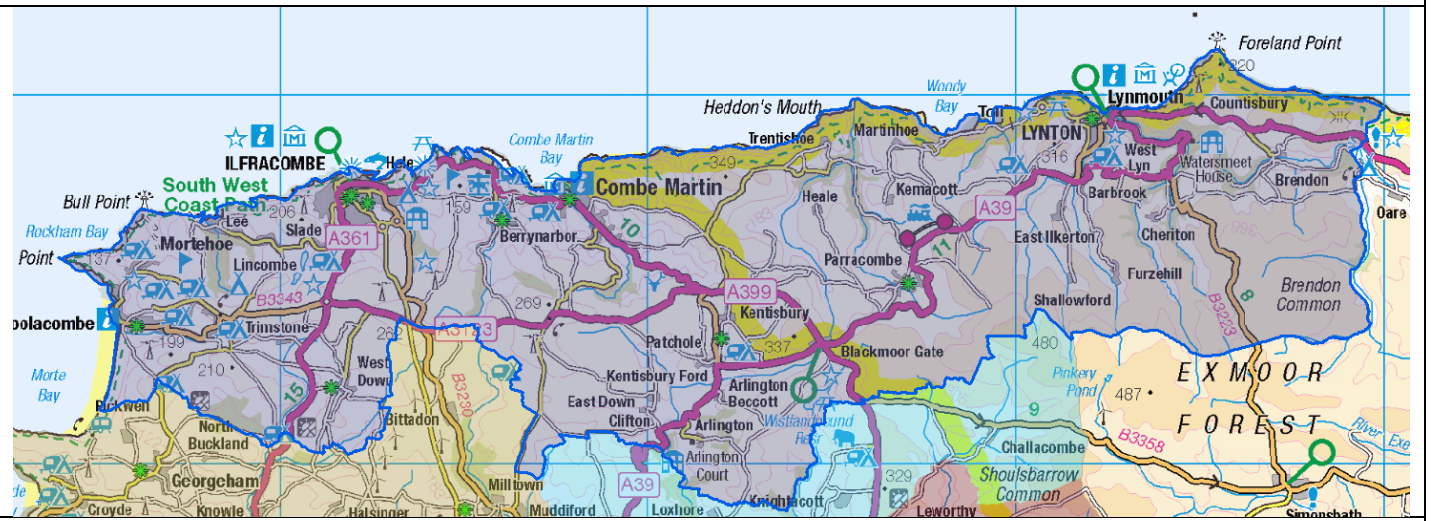 Foreland Point
220
Woody
Bay
Lynmouth
Countisbury
Heddon's Mouth
Martinhoe
LYNTON
Trentishoe
349
316
West
Lyn
Watersmeet
House
Brendon
Oare
Combe Martin
Bay
ILFRACOMBE
Hele
Combe Martin
South West
Coast Path
Bull Point
Lee
206
Slade
159
Berrynarbor
10
Heale
Kemacott
A39
Barbrook
Rockham Bay
Point
137
Mortehoe
A361
Lincombe
B3343
Parracombe
11
East Ilkerton
Cheriton
Furzehill
Shallowford
B3223
8
Brendon
Common
A399
Kentisbury
269
oolacombe
Trimstone
199
210
262
A3123
Patchole
337
Blackmoor Gate
480
Pinkery
Pond
487
EXMOOR
FOREST
Morte
Bay
West
Down
15
B3230
Kentisbury Ford
East Down
Clifton
Arlington
Beccott
Wistlandpound
Resr
Arlington
Arlington
Court
9
Challacombe
B3358
River Exe
Pickwell
North
Buckland
Bittadon
Georgeham
Milltown
A39
329
Shoulsbarrow
Common
Croyde
Knowle
Halsinger
Muddiford
Loxhore
Knightacott
Leworthy
Simonsbath